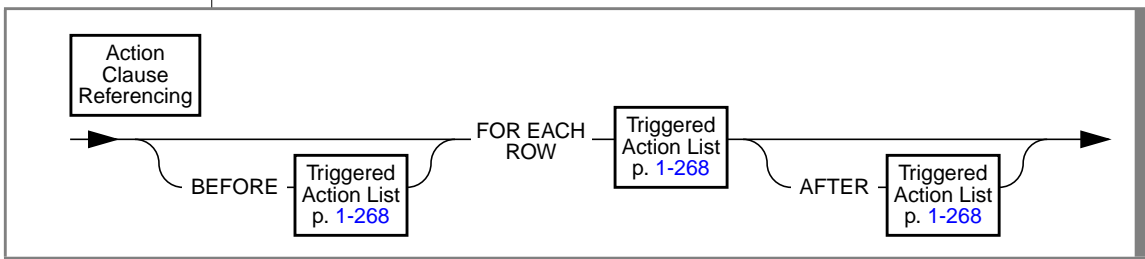 Action
Clause
Referencing
BEFORE
Triggered
Action List
p. 1-268
FOR EACH
ROW
Triggered
Action List
p. 1-268
AFTER
Triggered
Action List
p. 1-268